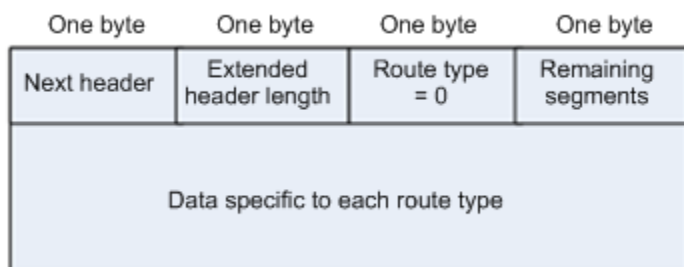 One byte One byte One byte One byte
Next header Extended header length Route type = 0 Remaining segments
Data specific to each route type